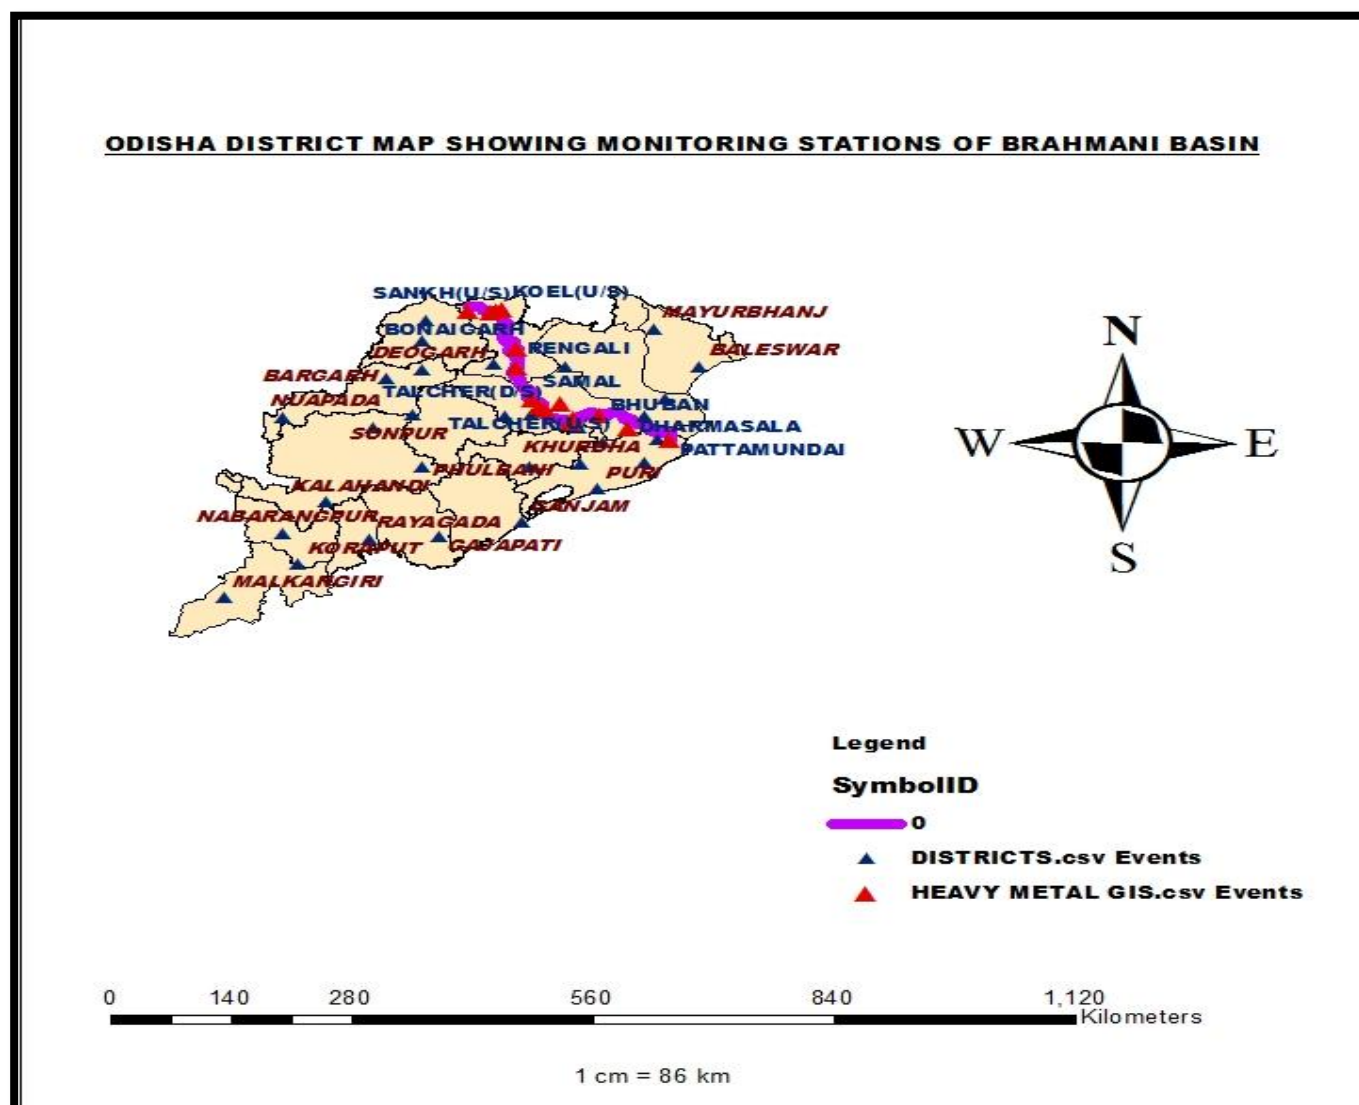 ODISHA DISTRICT MAP SHOWING MONITORING STATIONS OF BRAHMANI BASIN
SANKH(U/S) KOEL(U/S)
MAYURBHANJ
BONAIGARH
RENGALI
BALESWAR
DEOGARH
BARGARH
SAMAL
TALCHER(D/S)
NUAPADA
BHUBAN
TALCHER(U/S)
DHARMASALA
SONPUR
KHURDHA
PATTAMUNDAI
PHULBANI
PURI
KALAHANDI
GANJAM
NABARANGPUR
RAYAGADA
KORAPUT
GAJAPATI
MALKANGIRI
N
W
E
S
Legend
SymbolID
0
DISTRICTS.csv Events
HEAVY METAL GIS.csv Events
0 140 280 560 840 1,120
Kilometers
1 cm = 86 km